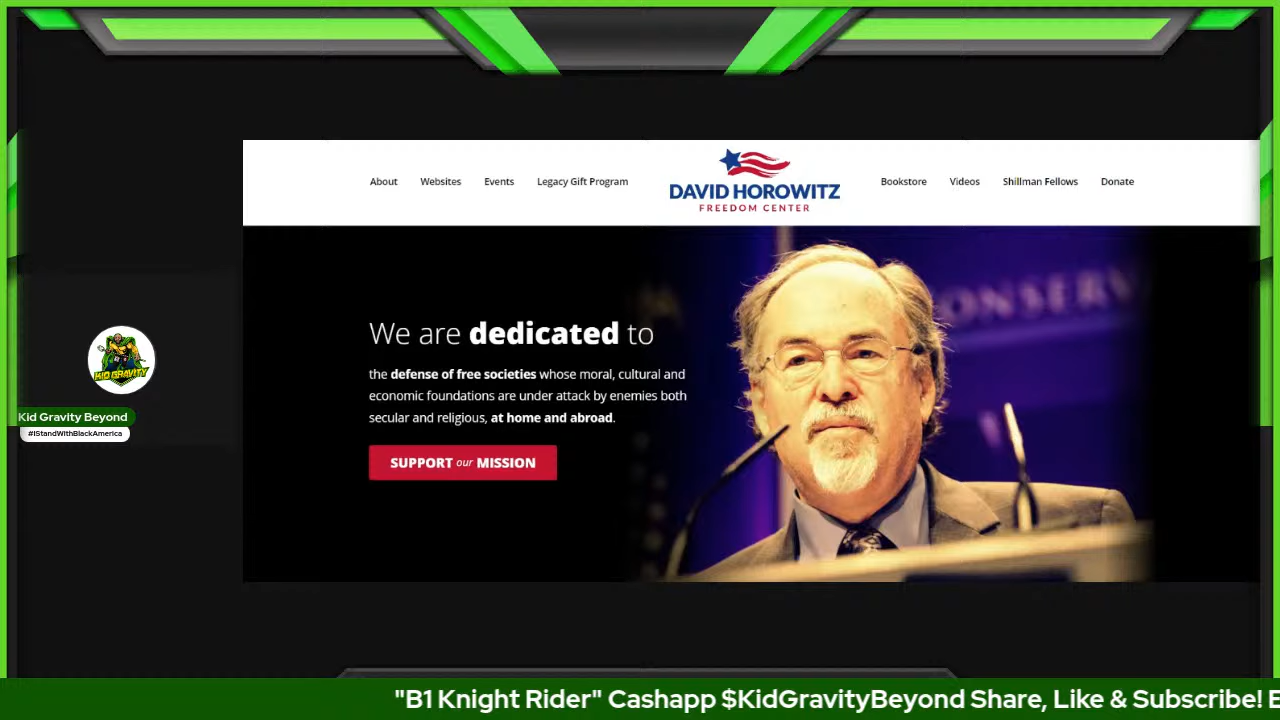 About Websites Events Legacy Gift Program
DAVID HOROWITZ
FREEDOM CENTER
Bookstore Videos Shillman Fellows Donate
ONSERV
We are dedicated to
the defense of free societies whose moral, cultural and
economic foundations are under attack by enemies both
secular and religious, at home and abroad.
SUPPORT our MISSION
KID GRAVITY
Kid Gravity Beyond
#IStandWithBlackAmerica
"B1 Knight Rider" Cashapp $KidGravityBeyond Share, Like & Subscribe! E